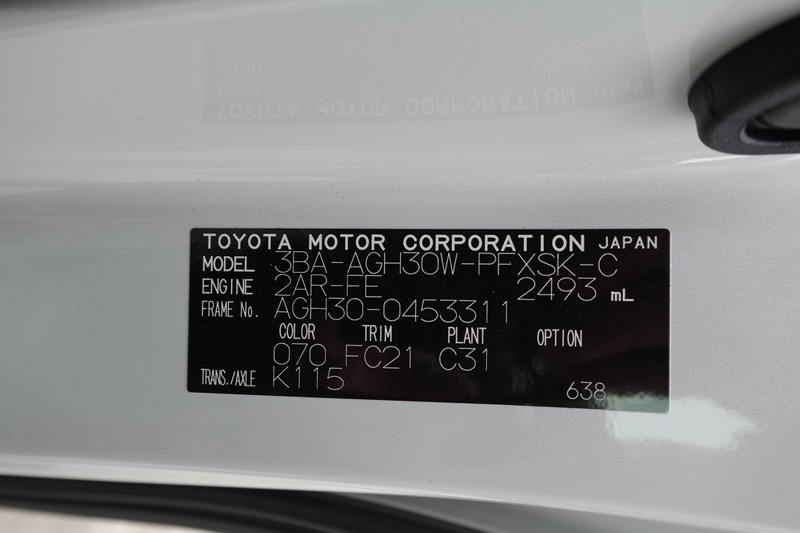 TOYOTA MOTOR CORPORATION JAPAN
MODEL 3BA-AGH30W-PFXSK-C
ENGINE 2AR-FE 2493 mL
FRAME No. AGH30-0453311
COLOR TRIM PLANT OPTION
070 FC21 C31
TRANS./AXLE K115
638